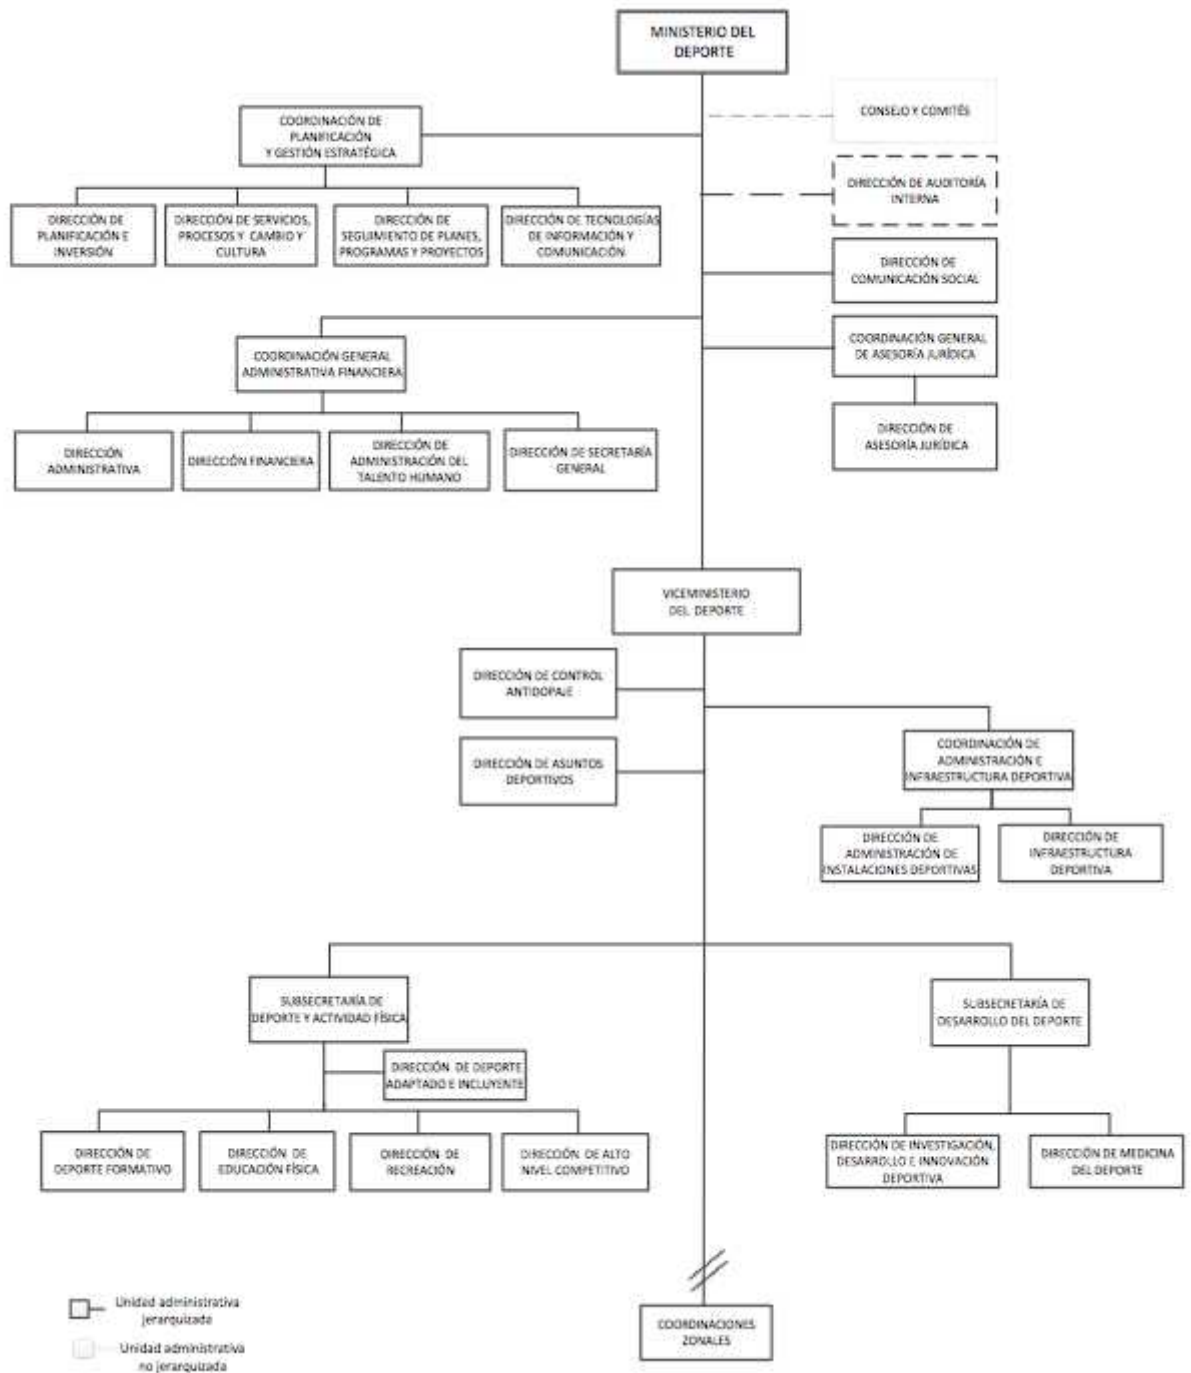 MINISTERIO DEL
DEPORTE
CONSEJO Y COMITÉS
COORDINACIÓN DE
PLANIFICACIÓN
Y GESTIÓN ESTRATÉGICA
DIRECCIÓN DE AUDITORÍA
INTERNA
DIRECCIÓN DE
PLANIFICACIÓN E
INVERSIÓN
DIRECCIÓN DE SERVICIOS,
PROCESOS Y CAMBIO Y
CULTURA
DIRECCIÓN DE
SEGUIMIENTO DE PLANES,
PROGRAMAS Y PROYECTOS
DIRECCIÓN DE TECNOLOGÍAS
DE INFORMACIÓN Y
COMUNICACIÓN
DIRECCIÓN DE
COMUNICACIÓN SOCIAL
COORDINACIÓN GENERAL
ADMINISTRATIVA FINANCIERA
COORDINACIÓN GENERAL
DE ASESORÍA JURÍDICA
DIRECCIÓN
ADMINISTRATIVA
DIRECCIÓN FINANCIERA
DIRECCIÓN DE
ADMINISTRACIÓN DEL
TALENTO HUMANO
DIRECCIÓN DE SECRETARÍA
GENERAL
DIRECCIÓN DE
ASESORÍA JURÍDICA
VICEMINISTERIO
DEL DEPORTE
DIRECCIÓN DE CONTROL
ANTIDOPAJE
DIRECCIÓN DE ASUNTOS
DEPORTIVOS
COORDINACIÓN DE
ADMINISTRACIÓN E
INFRAESTRUCTURA DEPORTIVA
DIRECCIÓN DE
ADMINISTRACIÓN DE
INSTALACIONES DEPORTIVAS
DIRECCIÓN DE
INFRAESTRUCTURA
DEPORTIVA
SUBSECRETARÍA DE
DEPORTE Y ACTIVIDAD FÍSICA
SUBSECRETARÍA DE
DESARROLLO DEL DEPORTE
DIRECCIÓN DE DEPORTE
ADAPTADO E INCLUYENTE
DIRECCIÓN DE
DEPORTE FORMATIVO
DIRECCIÓN DE
EDUCACIÓN FÍSICA
DIRECCIÓN DE
RECREACIÓN
DIRECCIÓN DE ALTO
NIVEL COMPETITIVO
DIRECCIÓN DE INVESTIGACIÓN,
DESARROLLO E INNOVACIÓN
DEPORTIVA
DIRECCIÓN DE MEDICINA
DEL DEPORTE
COORDINACIONES
ZONALES
Unidad administrativa
jerarquizada
Unidad administrativa
no jerarquizada